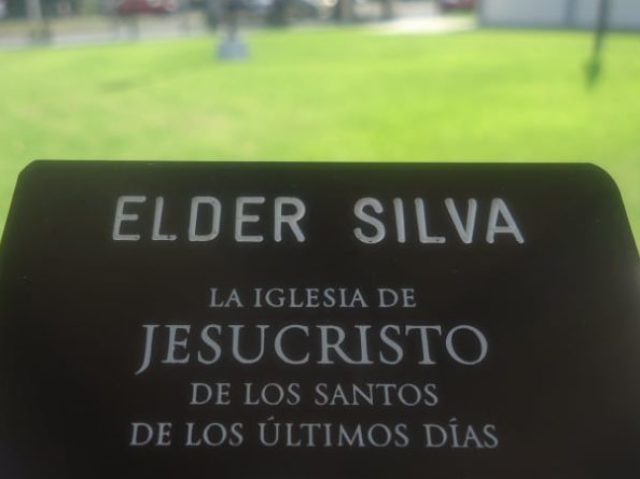 ELDER SILVA
LA IGLESIA DE
JESUCRISTO
DE LOS SANTOS
DE LOS ÚLTIMOS DÍAS